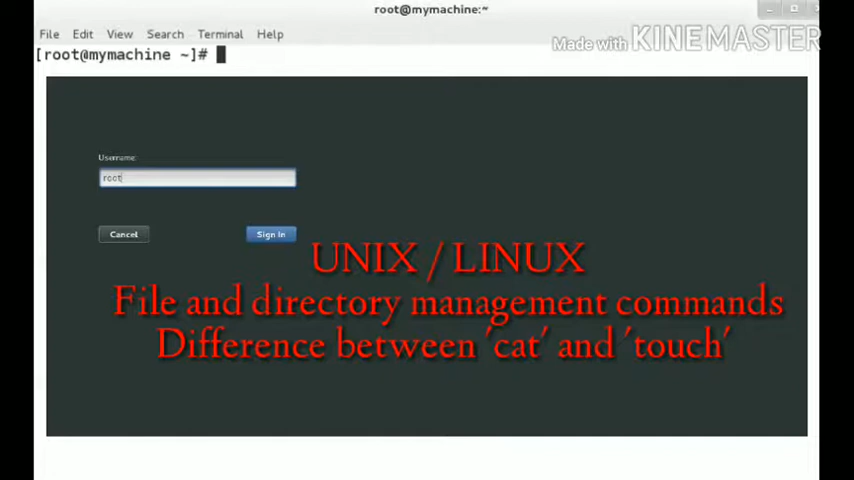 root@mymachine:~
File Edit View Search Terminal Help
Made with KINEMASTER
[root@mymachine ~]#
Username:
root
Cancel Sign In
UNIX / LINUX
File and directory management commands
Difference between 'cat' and 'touch'